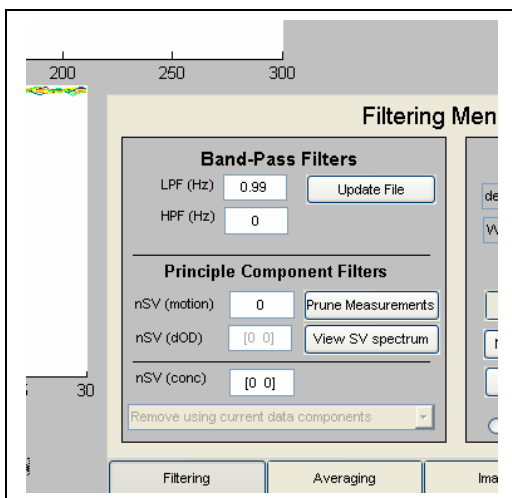 200 250 300
Filtering Men
Band-Pass Filters
LPF (Hz) 0.99 Update File
HPF (Hz) 0
de
Principle Component Filters
nSV (motion) 0 Prune Measurements
nSV (dOD) [0 0] View SV spectrum
nSV (conc) [0 0]
30
Remove using current data components
Filtering Averaging Ima